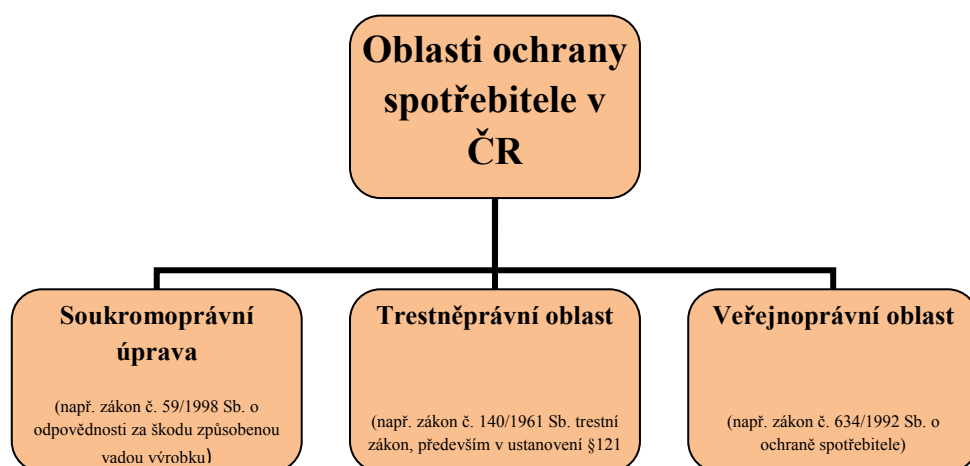 Oblasti ochrany
spotřebitele v
ČR
Soukromoprávní
úprava
(např. zákon č. 59/1998 Sb. o
odpovědnosti za škodu způsobenou
vadou výrobku)
Trestněprávní oblast
(např. zákon č. 140/1961 Sb. trestní
zákon, především v ustanovení §121
Veřejnoprávní oblast
(např. zákon č. 634/1992 Sb. o
ochraně spotřebitele)